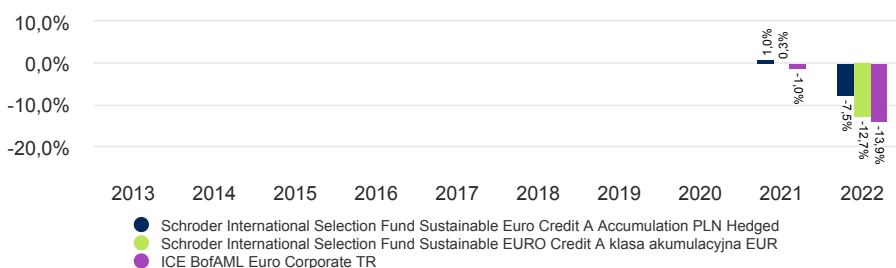 10,0%
0,0%
-10,0%
-20,0%
1,0%
0,3%
-1,0%
-7,5%
-12,7%
-13,9%
2013 2014 2015 2016 2017 2018 2019 2020 2021 2022
Schroder International Selection Fund Sustainable Euro Credit A Accumulation PLN Hedged
Schroder International Selection Fund Sustainable EURO Credit A klasa akumulacyjna EUR
ICE BofAML Euro Corporate TR